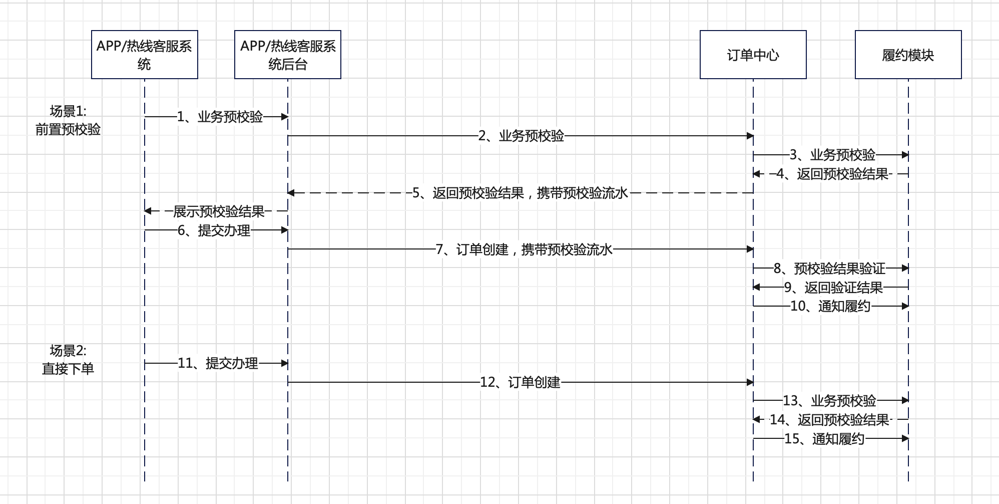 APP/热线客服系
统
APP/热线客服系
统后台
订单中心
履约模块
场景1:
前置预校验
1、业务预校验
2、业务预校验
3、业务预校验
4、返回预校验结果
5、返回预校验结果，携带预校验流水
展示预校验结果
6、提交办理
7、订单创建，携带预校验流水
8、预校验结果验证
9、返回验证结果
10、通知履约
场景2:
直接下单
11、提交办理
12、订单创建
13、业务预校验
14、返回预校验结果
15、通知履约